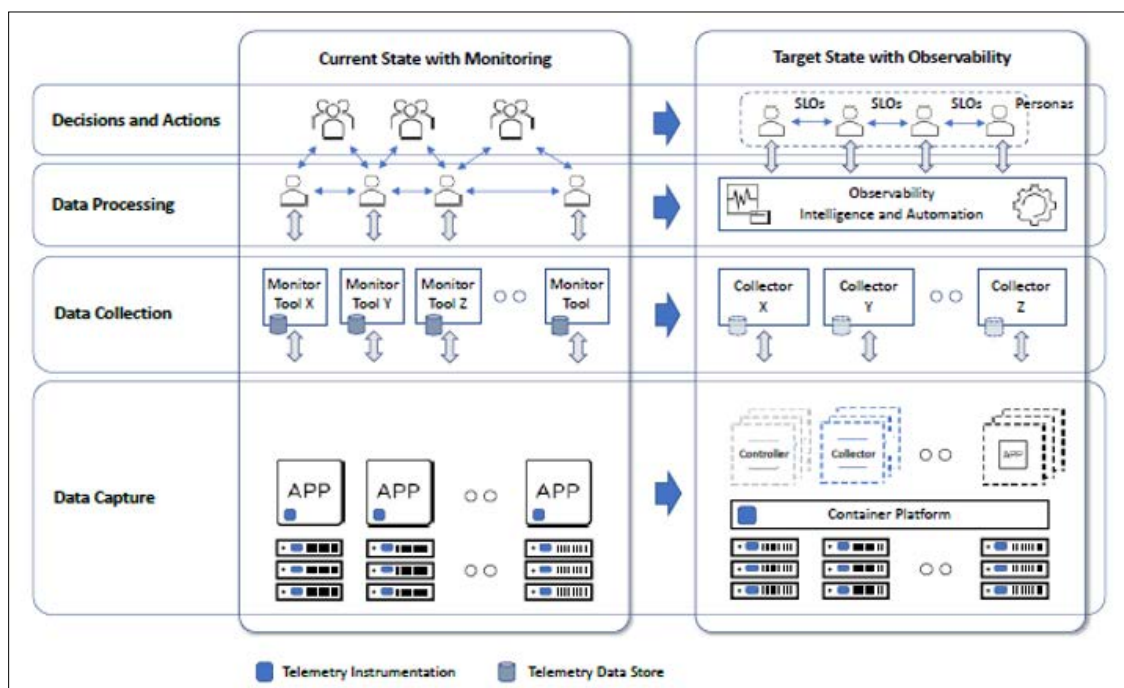 Current State with Monitoring
Target State with Observability
Decisions and Actions
SLOs
SLOs
SLOs
Personas
Data Processing
Observability
Intelligence and Automation
Data Collection
Monitor
Tool X
Monitor
Tool Y
Monitor
Tool Z
Monitor
Tool
Collector
X
Collector
Y
Collector
Z
Data Capture
APP
APP
APP
Controller
Collector
APP
Container Platform
Telemetry Instrumentation
Telemetry Data Store